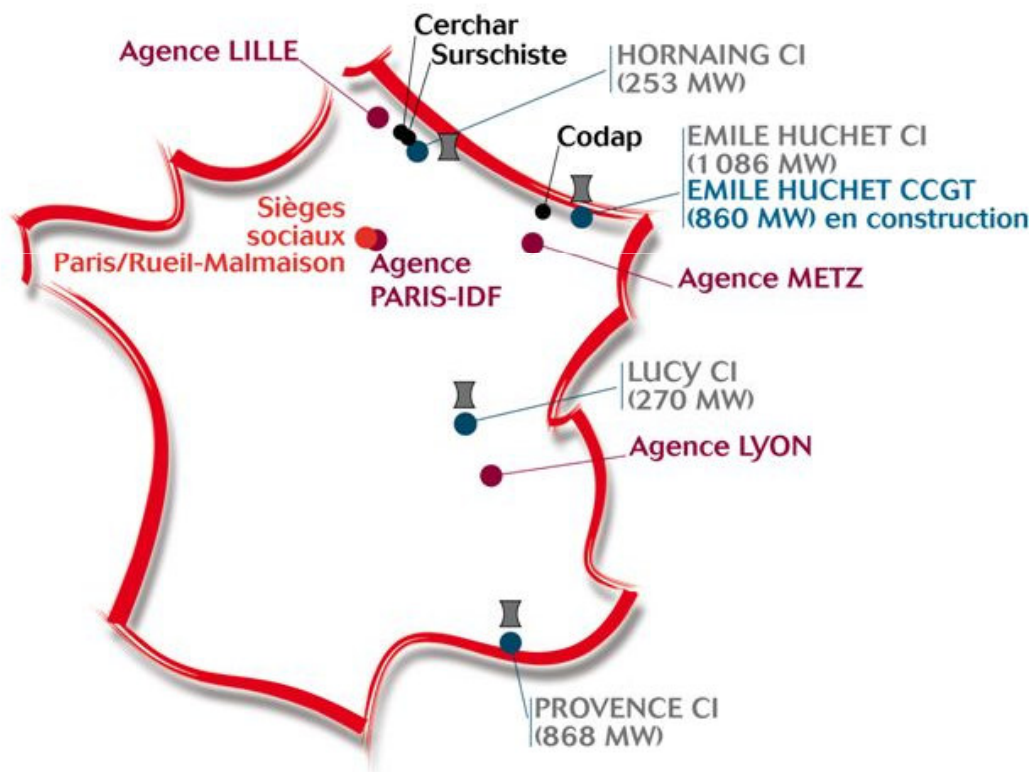 Cerchar
Agence LILLE
Surschiste
HORNAING CI
(253 MW)
Codap
EMILE HUCHET CI
(1 086 MW)
EMILE HUCHET CCGT
(860 MW) en construction
Sièges
sociaux
Paris/Rueil-Malmaison
Agence
PARIS-IDF
Agence METZ
LUCY CI
(270 MW)
Agence LYON
PROVENCE CI
(868 MW)